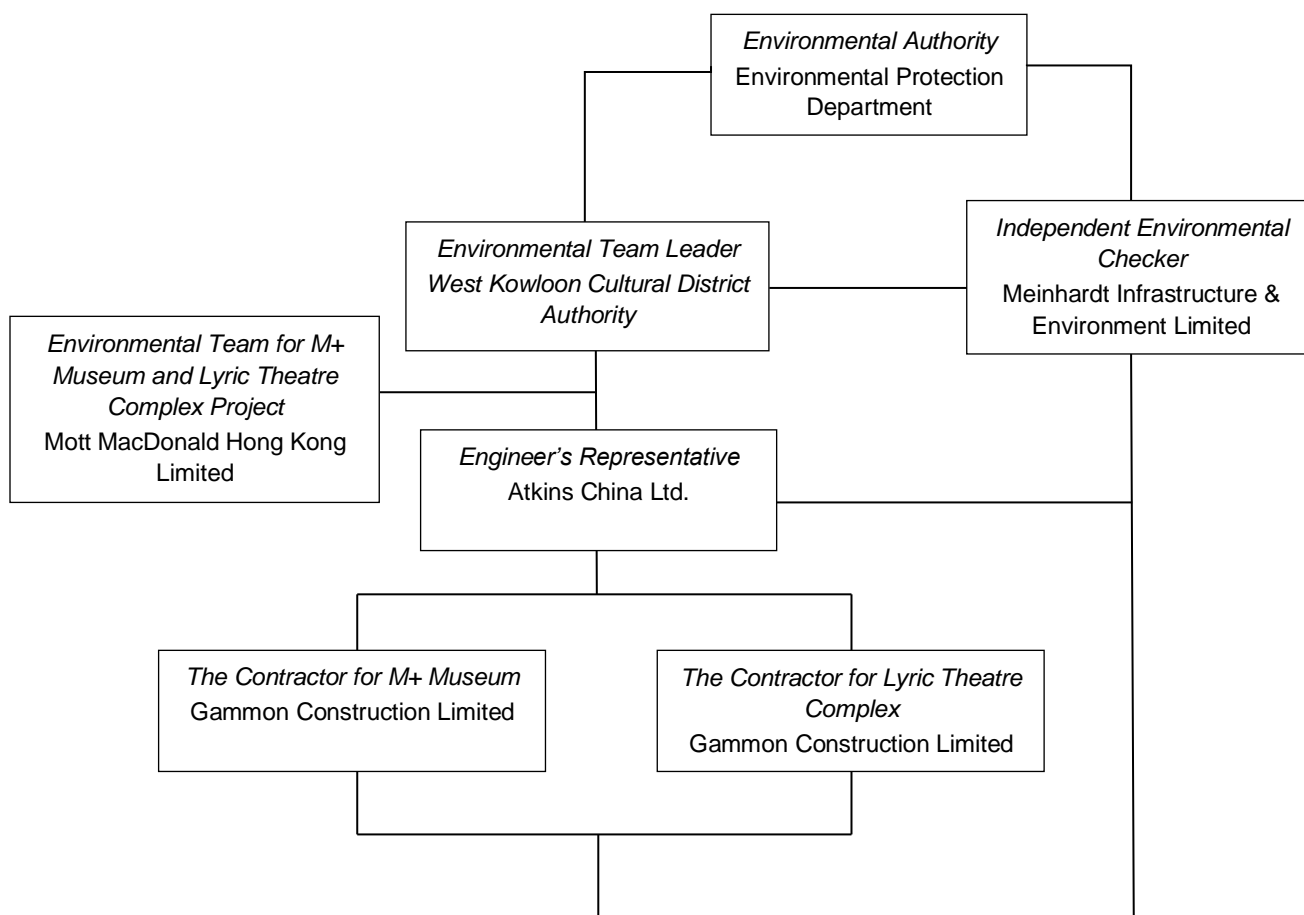 Environmental Authority
Environmental Protection
Department
Environmental Team Leader
West Kowloon Cultural District
Authority
Independent Environmental
Checker
Meinhardt Infrastructure &
Environment Limited
Environmental Team for M+
Museum and Lyric Theatre
Complex Project
Mott MacDonald Hong Kong
Limited
Engineer's Representative
Atkins China Ltd.
The Contractor for M+ Museum
Gammon Construction Limited
The Contractor for Lyric Theatre
Complex
Gammon Construction Limited